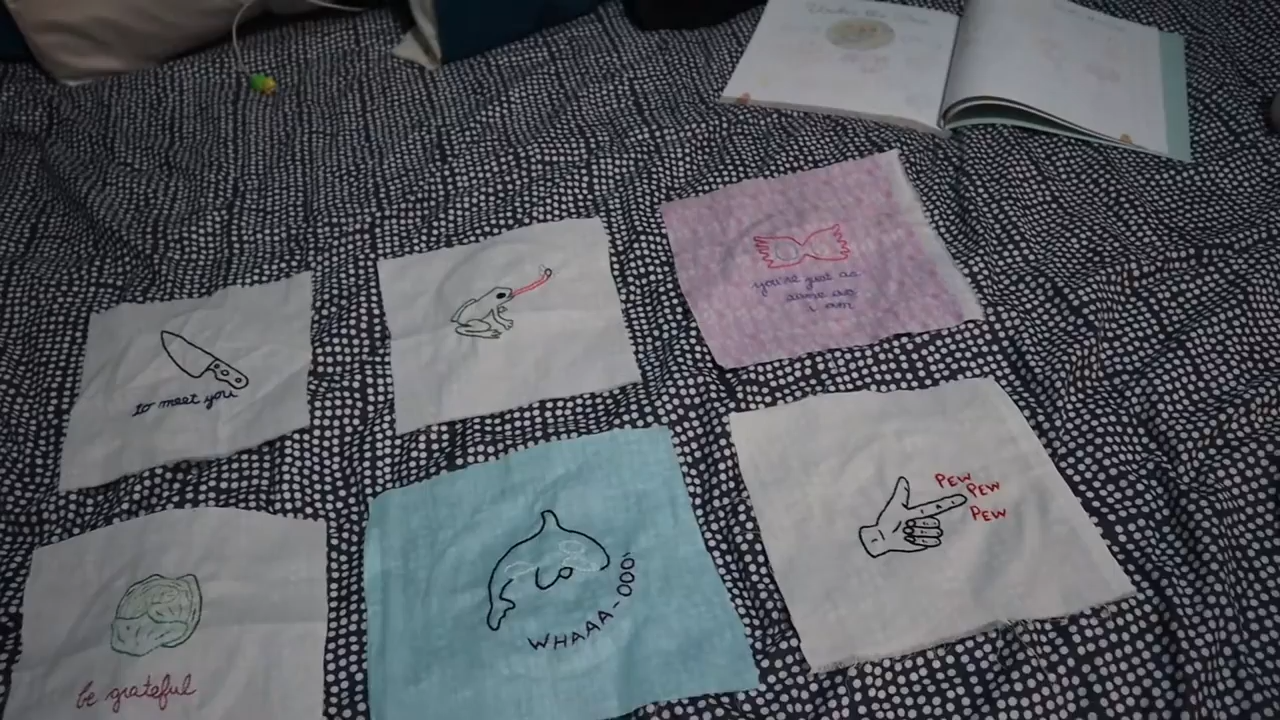 you're just as
sane as
i am
to meet you
PEW
PEW
PEW
WHAAA-OOO
be grateful